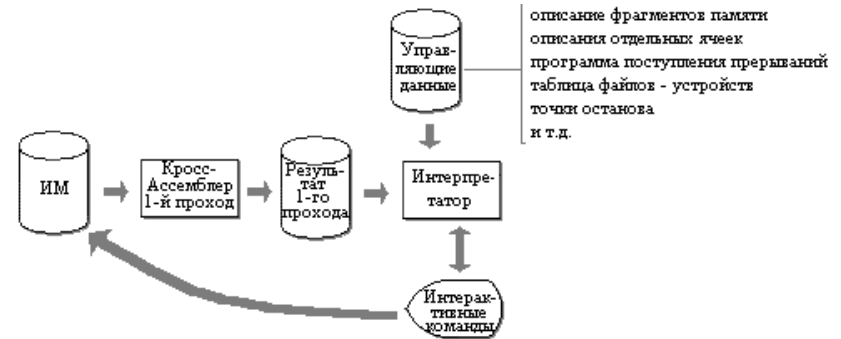 описание фрагментов памяти
описания отдельных ячеек
программа поступления прерываний
таблица файлов - устройств
точки останова
и т.д.
Управ-
ляющие
данные
ИМ
Кросс-
Ассемблер
1-й проход
Резуль-
тат
1-го
прохода
Интерпре-
татор
Интерак-
тивные
команды